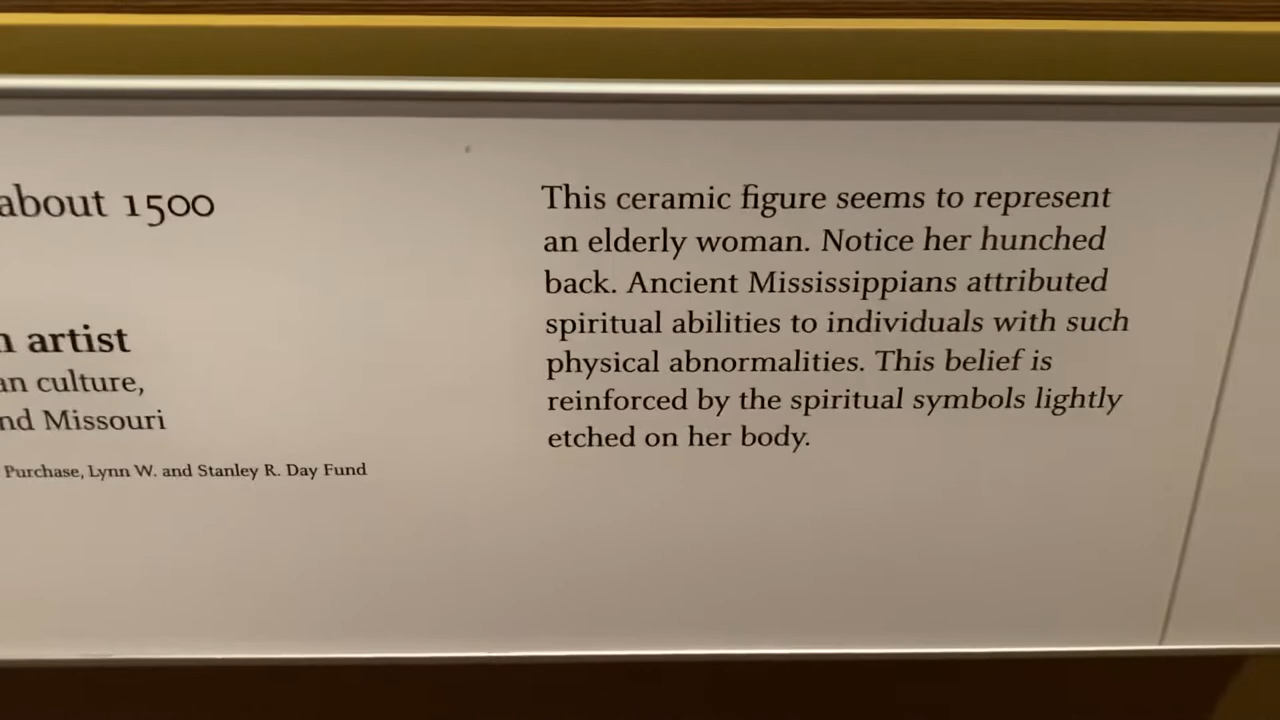 about 1500
artist
culture,
Missouri
Purchase, Lynn W. and Stanley R. Day Fund
This ceramic figure seems to represent
an elderly woman. Notice her hunched
back. Ancient Mississippians attributed
spiritual abilities to individuals with such
physical abnormalities. This belief is
reinforced by the spiritual symbols lightly
etched on her body.